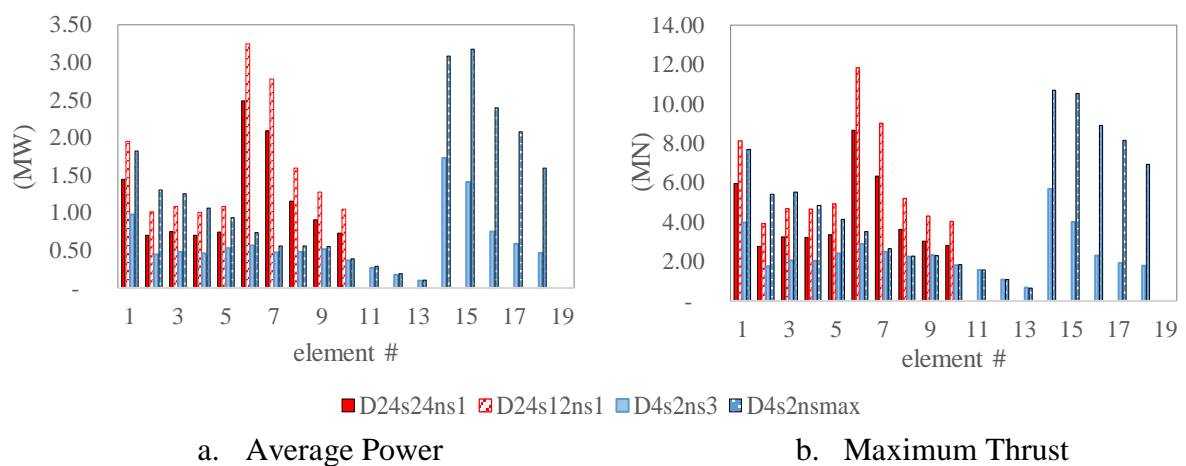 3.50
3.00
2.50
2.00
1.50
1.00
0.50
-
(MW)
1 3 5 7 9 11 13 15 17 19
element #
14.00
12.00
10.00
8.00
6.00
4.00
2.00
-
(MN)
1 3 5 7 9 11 13 15 17 19
element #
D24s24ns1 D24s12ns1 D4s2ns3 D4s2nsmax
a. Average Power
b. Maximum Thrust